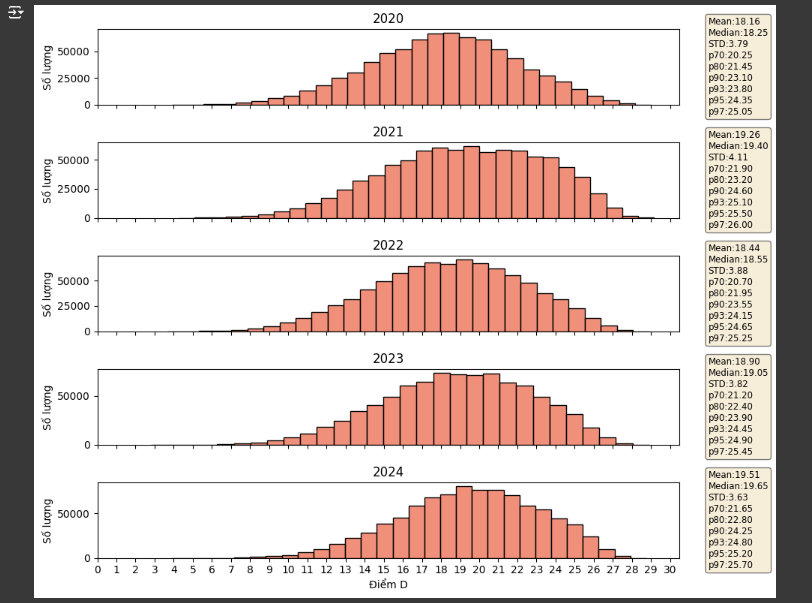 2020
Số lượng
50000
25000
0
Mean:18.16
Median:18.25
STD:3.79
p70:20.25
p80:21.45
p90:23.10
p93:23.80
p95:24.35
p97:25.05
2021
Số lượng
50000
25000
0
Mean:19.26
Median:19.40
STD:4.11
p70:21.90
p80:23.20
p90:24.60
p93:25.10
p95:25.50
p97:26.00
2022
Số lượng
50000
25000
0
Mean:18.44
Median:18.55
STD:3.88
p70:20.70
p80:21.95
p90:23.55
p93:24.15
p95:24.65
p97:25.25
2023
Số lượng
50000
0
Mean:18.90
Median:19.05
STD:3.82
p70:21.20
p80:22.40
p90:23.90
p93:24.45
p95:24.90
p97:25.45
2024
Số lượng
50000
0
Mean:19.51
Median:19.65
STD:3.63
p70:21.65
p80:22.80
p90:24.25
p93:24.80
p95:25.20
p97:25.70
0 1 2 3 4 5 6 7 8 9 10 11 12 13 14 15 16 17 18 19 20 21 22 23 24 25 26 27 28 29 30
Điểm D